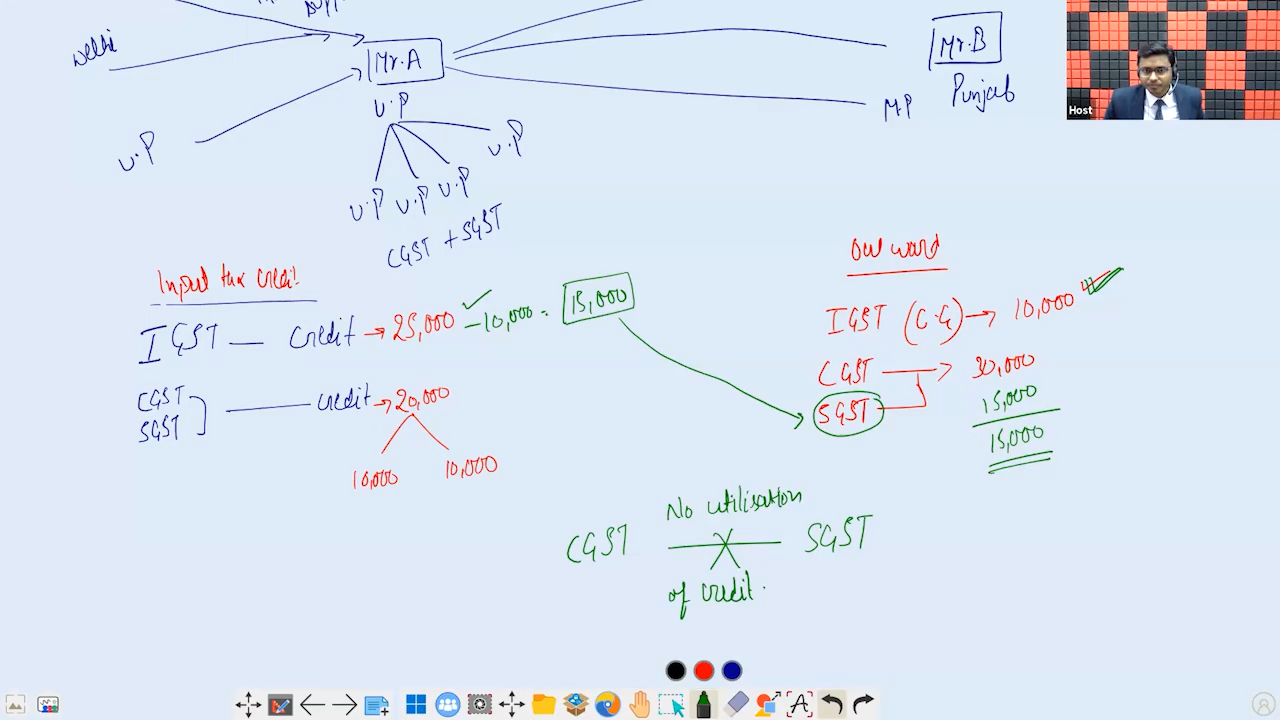 Delhi
Mr.A
Mr.B
Punjab
MP
U.P
U.P
U.P
U.P U.P U.P
CGST + SGST
Input tax credit
Outward
IGST — credit → 25,000 – 10,000 = 15,000
IGST (C.G) → 10,000
CGST
SGST
credit → 20,000
10,000 10,000
CGST → 30,000
SGST
15,000
15,000
No utilisation
CGST SGST
of credit.
Host
A